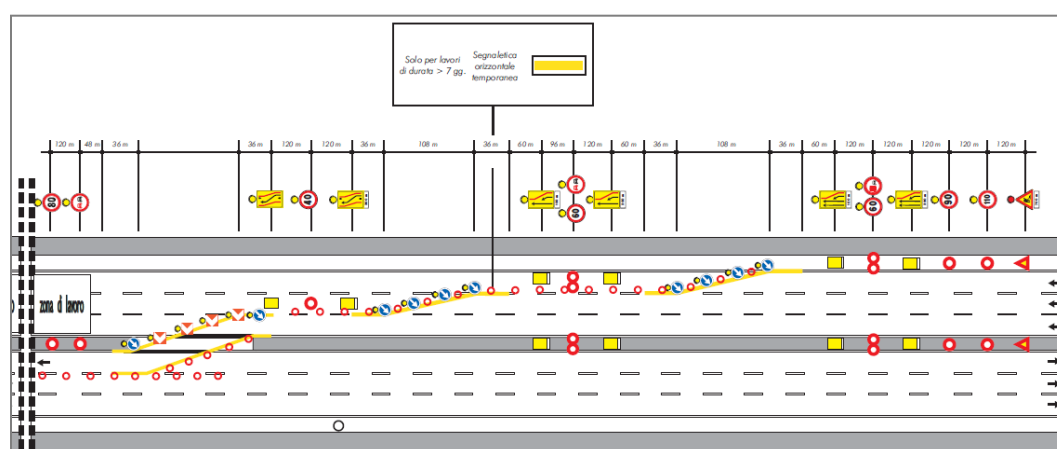 Solo per lavori
di durata > 7 gg.
Segnaletica
orizzontale
temporanea
120 m 48 m 36 m 36 m 120 m 120 m 36 m 108 m 36 m 60 m 96 m 120 m 60 m 36 m 108 m 36 m 60 m 120 m 120 m 120 m 120 m 120 m
80 40 60 60 90 110
zona di lavoro